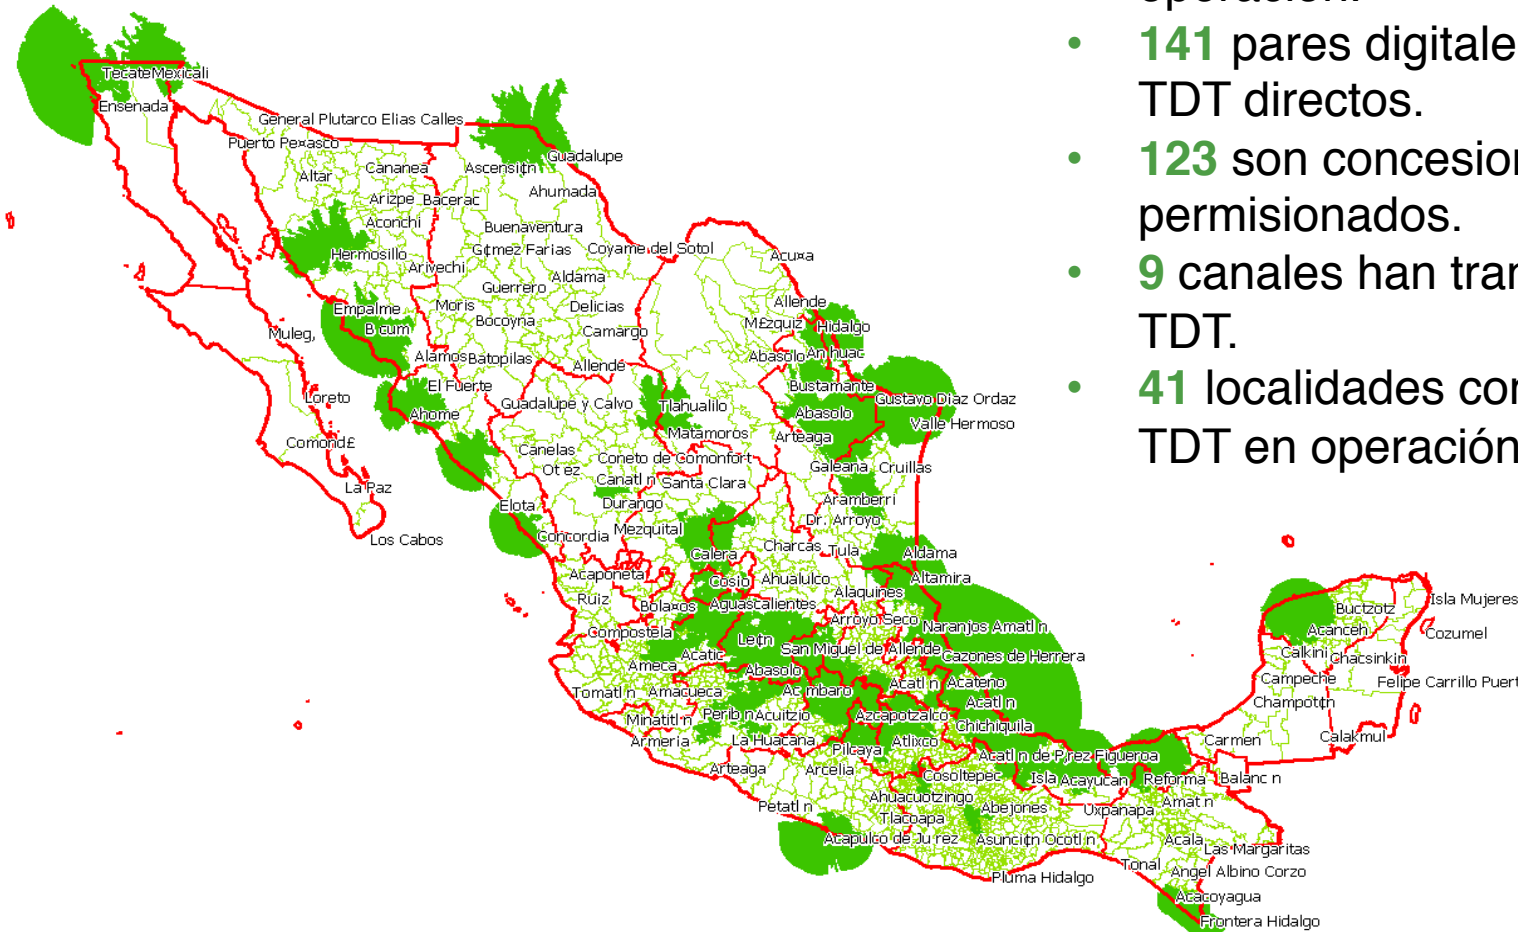 operación.
• 141 pares digitale
TDT directos.
• 123 son concesion
permisionados.
• 9 canales han tran
TDT.
• 41 localidades con
TDT en operación
Tecate Mexicali
Ensenada
General Plutarco Elias Calles
Puerto Pe¤asco
Guadalupe
Altar
Cananea
Ascensi¢n
Arizpe
Bacerac
Ahumada
Aconchi
Buenaventura
Hermosillo
G¢mez Farias
Coyame del Sotol
Acu¤a
Arivechi
Aldama
Guerrero
Empalme
Moris
Delicias
Allende
B cum
Bocoyna
Camargo
M£zquiz
Hidalgo
Muleg,
Alamos
Batopilas
Allende
Abasolo
An huac
El Fuerte
Bustamante
Loreto
Ahome
Guadalupe y Calvo
Tlahualilo
Abasolo
Gustavo Diaz Ordaz
Valle Hermoso
Comond£
Matamoros
Arteaga
Canelas
Coneto de Comonfort
Ot ez
Galeana
Cruillas
La Paz
Canatl n
Santa Clara
Elota
Durango
Aramberri
Los Cabos
Concordia
Mezquital
Dr. Arroyo
Calera
Charcas
Tula
Aldama
Acaponeta
Cosio
Ahualulco
Altamira
Ruiz
Bola¤os
Aguascalientes
Alaquines
Isla Mujeres
Buctzotz
Compostela
Le¢n
Arroyo Seco
Naranjos Amatl n
Acanceh
Cozumel
Acatic
San Miguel de Allende
Cazones de Herrera
Calkini
Chacsinkin
Ameca
Abasolo
Acatl n
Acateno
Campeche
Felipe Carrillo Puert
Tomatl n
Amacueca
Ac mbaro
Acatl n
Champot¢n
Minatitl n
Perib n
Acuitzio
Azcapotzalco
Chichiquila
Armeria
La Huacana
Pilcaya
Atlixco
Carmen
Calakmul
Acatl n de P,rez Figueroa
Arteaga
Arcelia
Cosoltepec
Isla
Acayucan
Reforma
Balanc n
Petatl n
Ahuacuotzingo
Abejones
Uxpanapa
Amat n
Tlacoapa
Acapulco de Ju rez
Asunci¢n Ocotl n
Acala
Las Margaritas
Pluma Hidalgo
Tonal
Angel Albino Corzo
Acacoyagua
Frontera Hidalgo